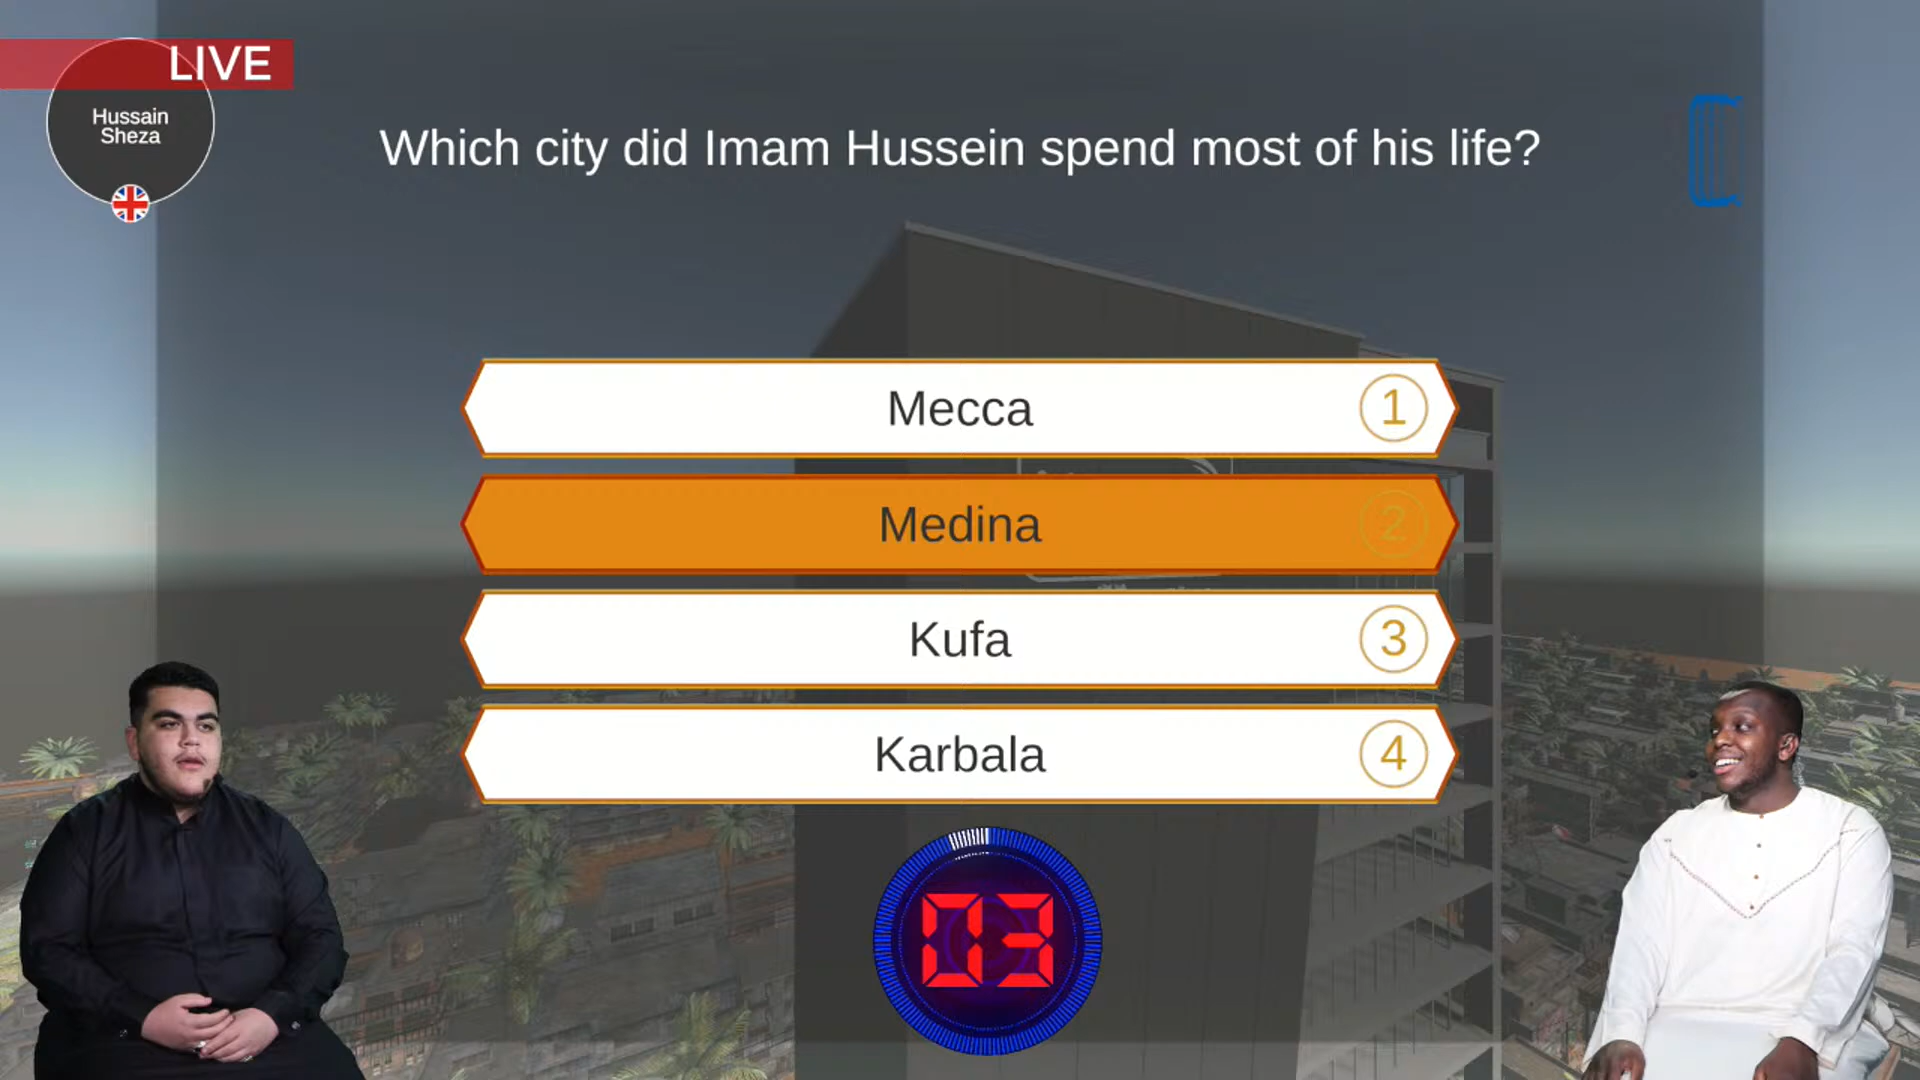 LIVE
Hussain
Sheza
Which city did Imam Hussein spend most of his life?
Mecca
1
Medina
2
Kufa
3
Karbala
4
03